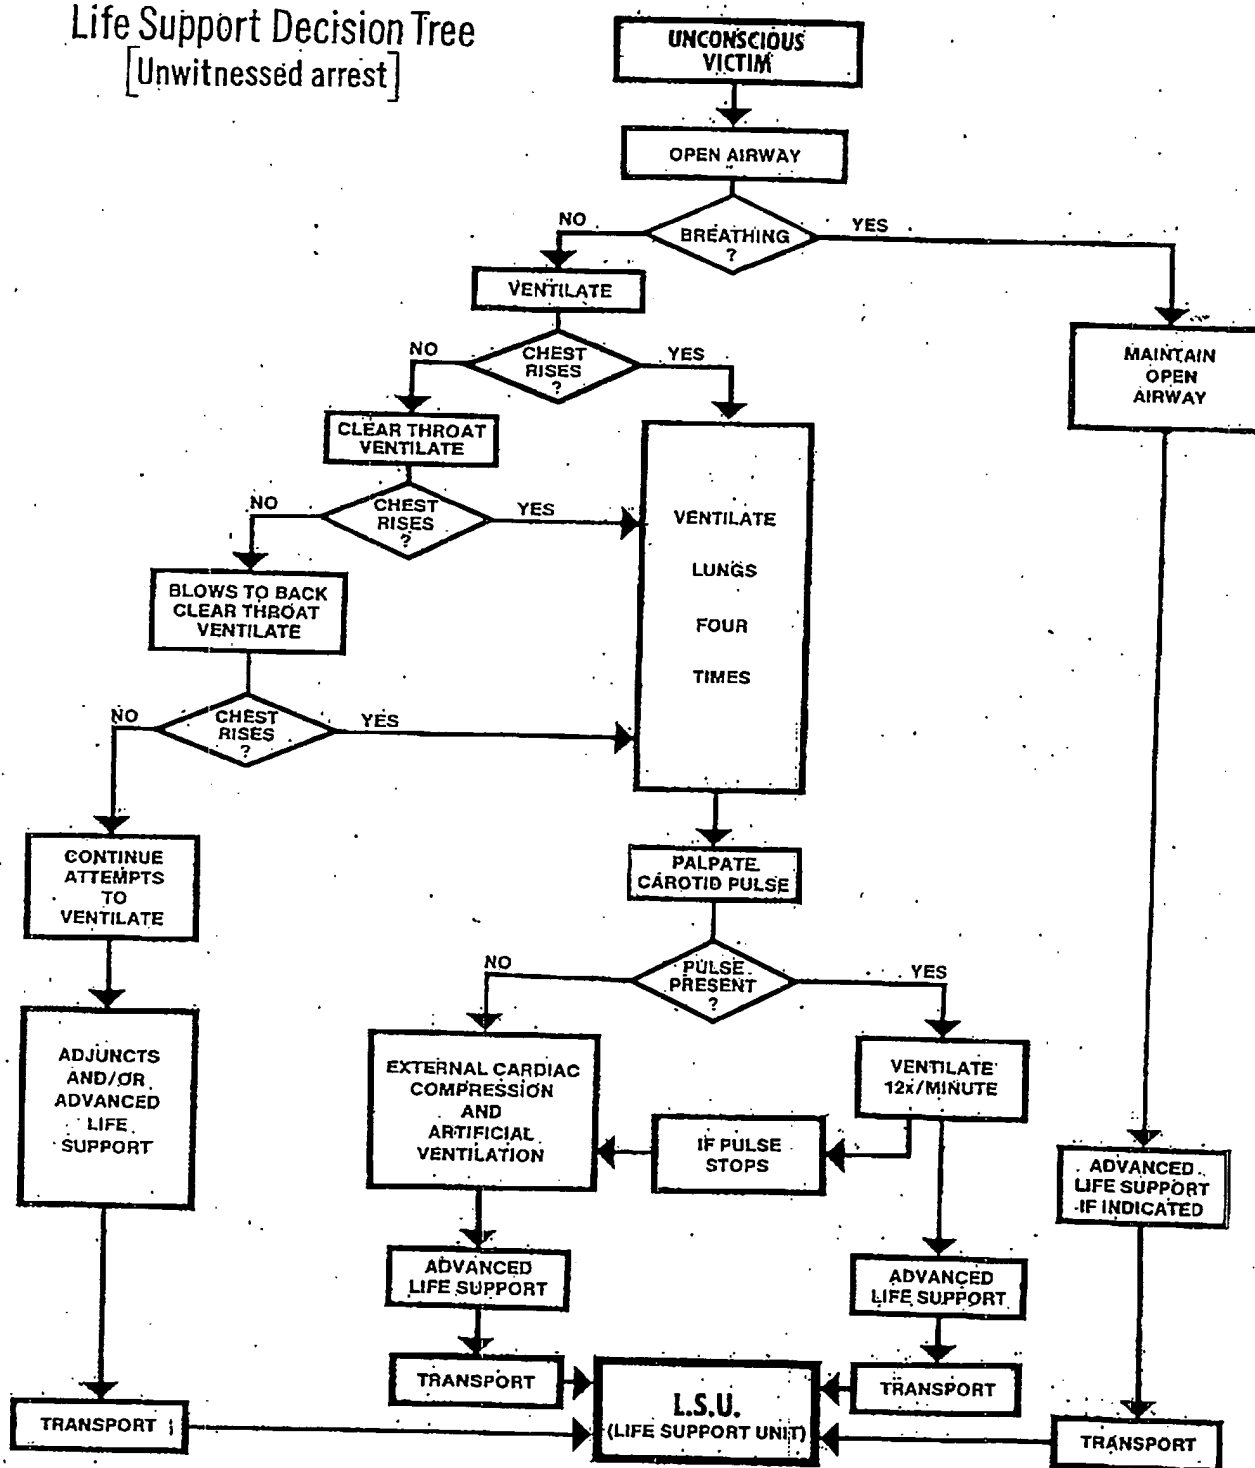 Life Support Decision Tree
[Unwitnessed arrest]
UNCONSCIOUS
VICTIM
OPEN AIRWAY
BREATHING
?
NO
YES
VENTILATE
CHEST
RISES
?
NO
YES
MAINTAIN
OPEN
AIRWAY
CLEAR THROAT
VENTILATE
CHEST
RISES
?
NO
YES
VENTILATE
LUNGS
FOUR
TIMES
BLOWS TO BACK
CLEAR THROAT
VENTILATE
CHEST
RISES
?
NO
YES
CONTINUE
ATTEMPTS
TO
VENTILATE
PALPATE
CAROTID PULSE
PULSE
PRESENT
?
NO
YES
ADJUNCTS
AND/OR
ADVANCED
LIFE
SUPPORT
EXTERNAL CARDIAC
COMPRESSION
AND
ARTIFICIAL
VENTILATION
IF PULSE
STOPS
VENTILATE
12x/MINUTE
ADVANCED
LIFE SUPPORT
IF INDICATED
ADVANCED
LIFE SUPPORT
ADVANCED
LIFE SUPPORT
TRANSPORT
TRANSPORT
L.S.U.
(LIFE SUPPORT UNIT)
TRANSPORT
TRANSPORT